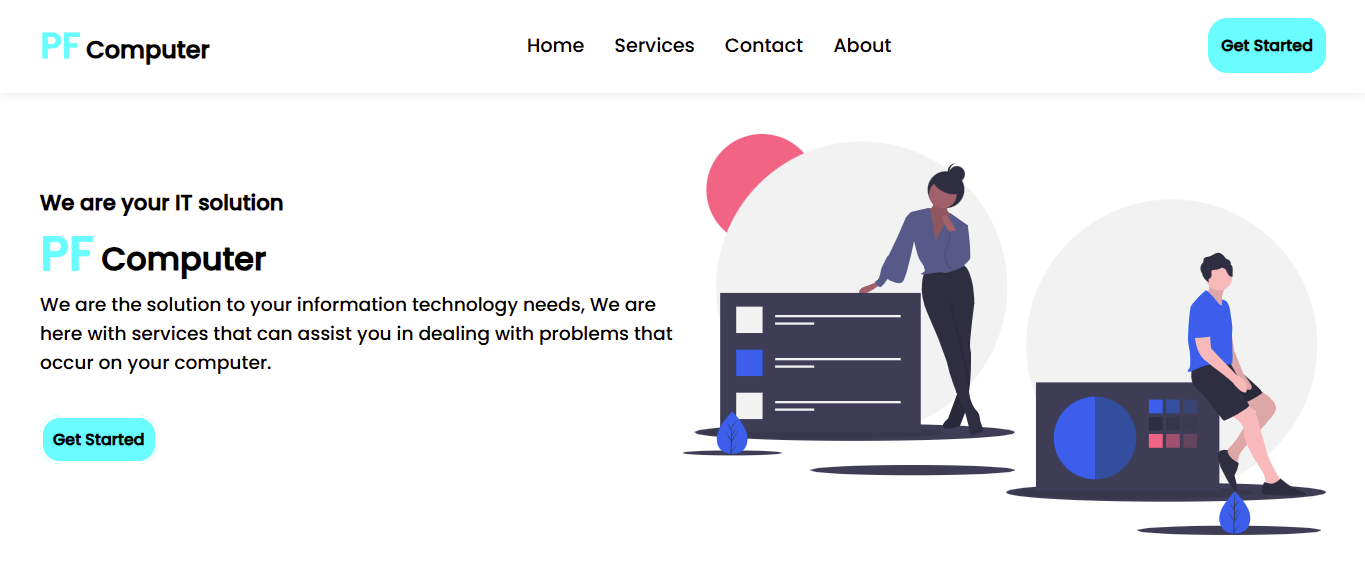 PF Computer
Home Services Contact About
Get Started
We are your IT solution
PF Computer
We are the solution to your information technology needs, We are
here with services that can assist you in dealing with problems that
occur on your computer.
Get Started